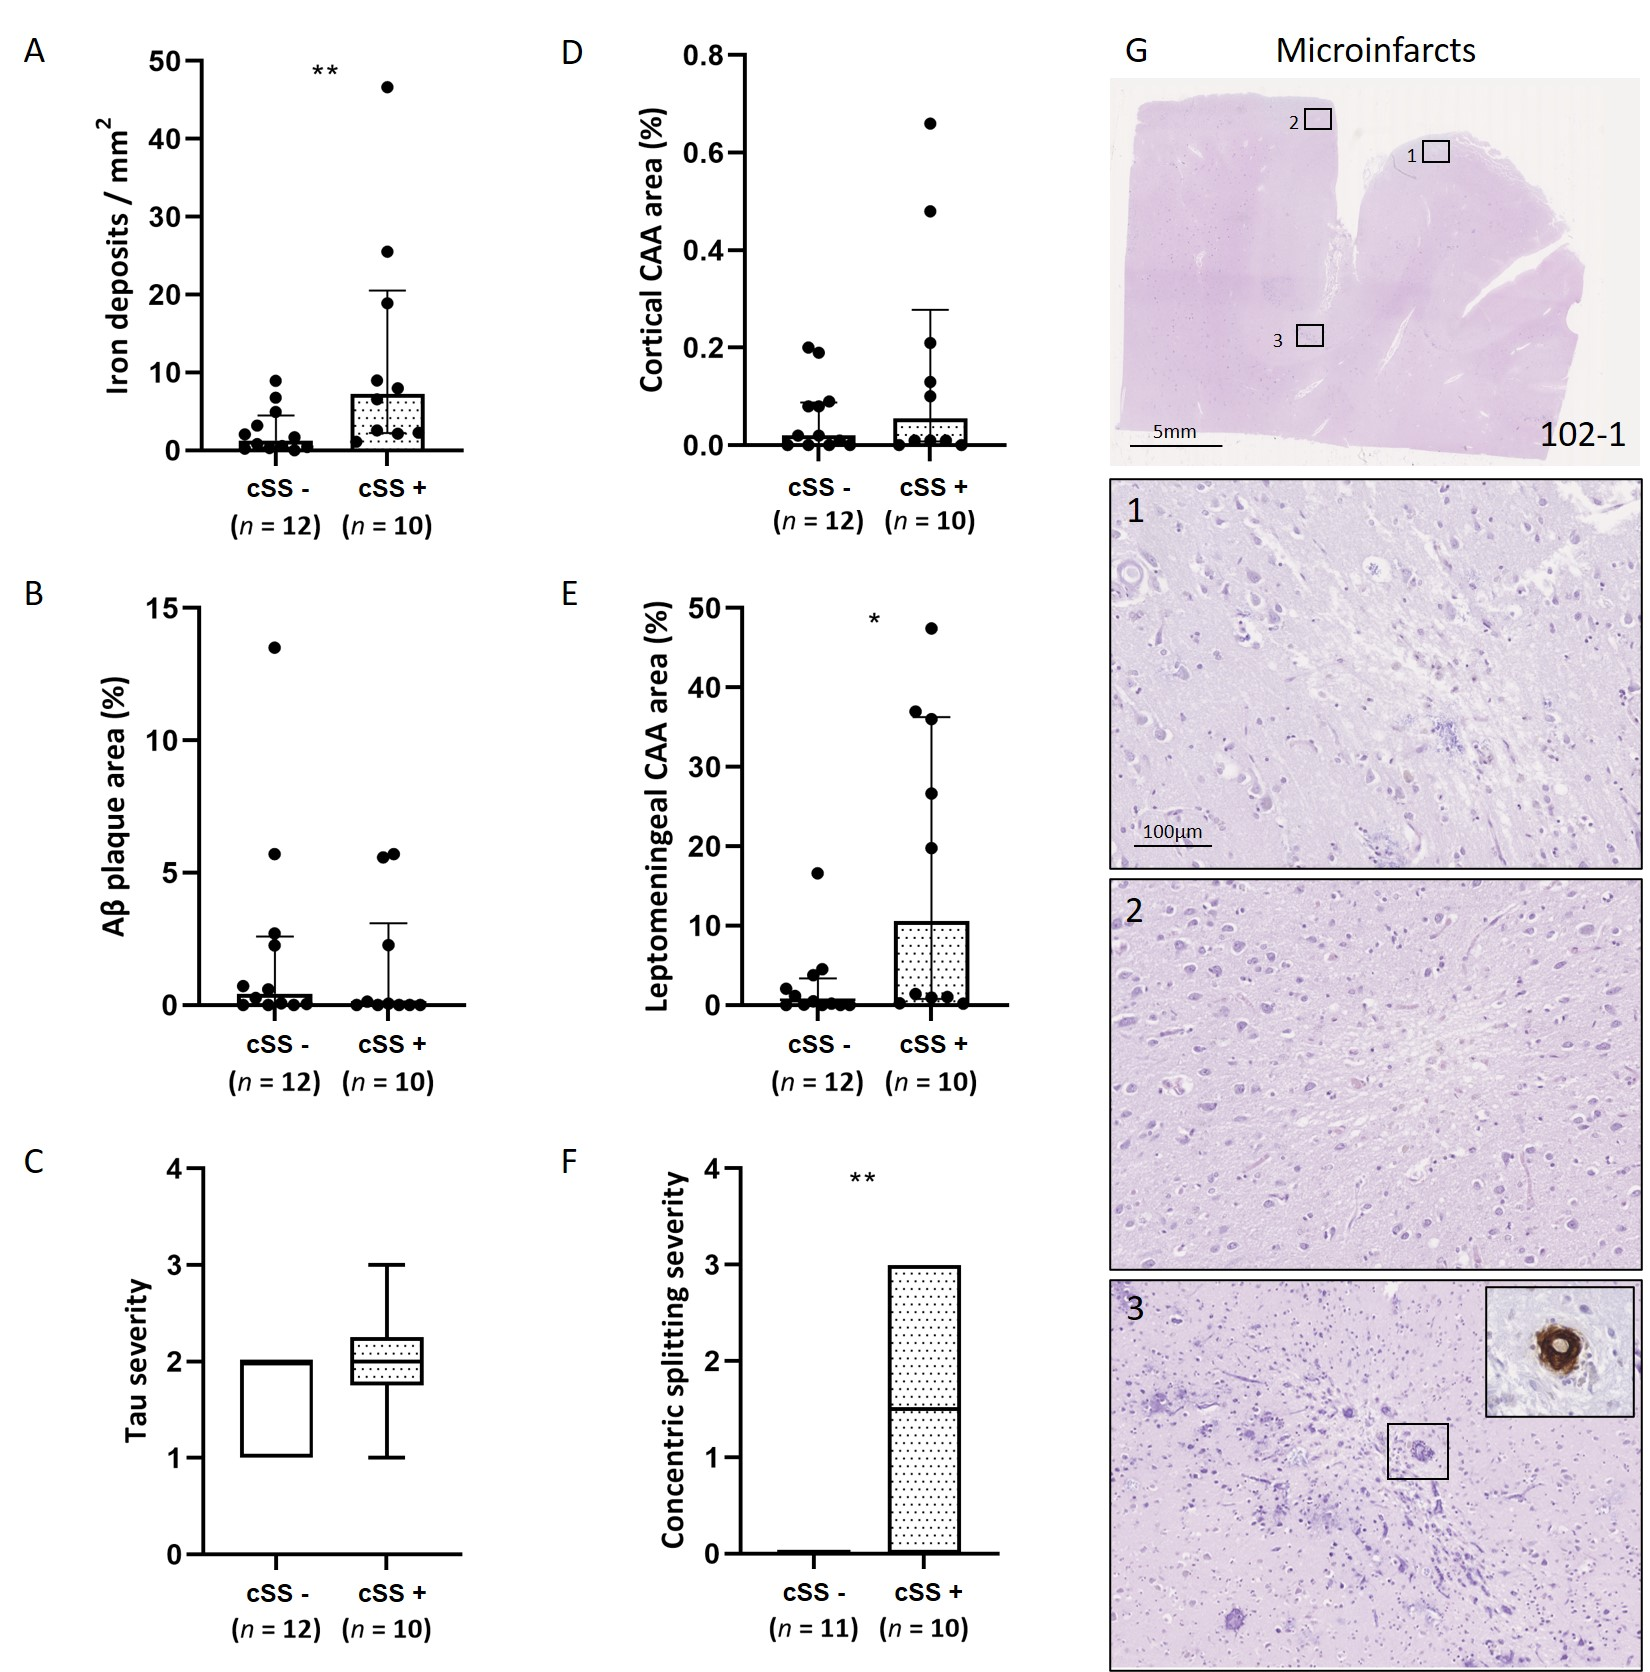 A
Iron deposits / mm²
50
40
30
20
10
0
**
cSS -
cSS +
(n = 12)
(n = 10)
B
Aβ plaque area (%)
15
10
5
0
cSS -
cSS +
(n = 12)
(n = 10)
C
Tau severity
4
3
2
1
0
cSS -
cSS +
(n = 12)
(n = 10)
D
Cortical CAA area (%)
0.8
0.6
0.4
0.2
0.0
cSS -
cSS +
(n = 12)
(n = 10)
E
Leptomeningeal CAA area (%)
50
40
30
20
10
0
*
cSS -
cSS +
(n = 12)
(n = 10)
F
Concentric splitting severity
4
3
2
1
0
**
cSS -
cSS +
(n = 11)
(n = 10)
G
Microinfarcts
2
1
3
5mm
102-1
1
100µm
2
3